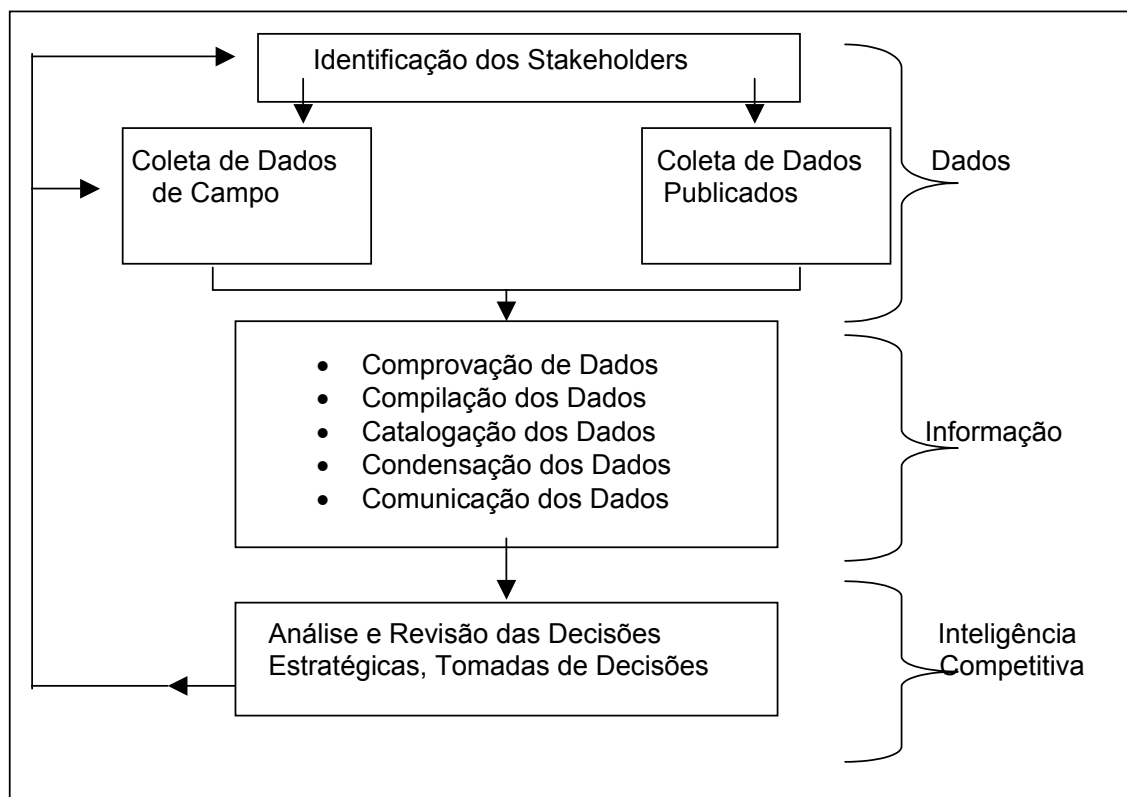 Identificação dos Stakeholders
Coleta de Dados
de Campo
Coleta de Dados
Publicados
Dados
• Comprovação de Dados
• Compilação dos Dados
• Catalogação dos Dados
• Condensação dos Dados
• Comunicação dos Dados
Informação
Análise e Revisão das Decisões
Estratégicas, Tomadas de Decisões
Inteligência
Competitiva